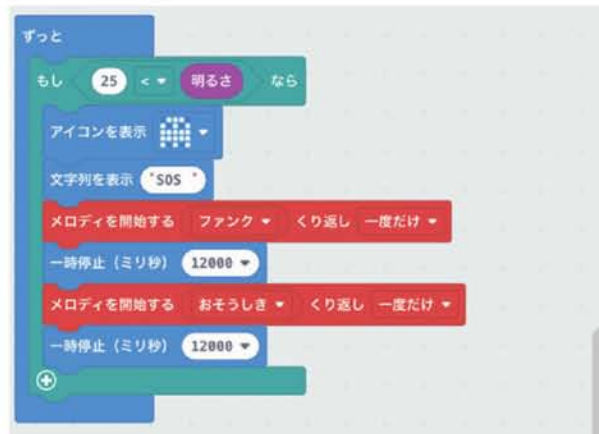 ずっと
もし 25 < 明るさ なら
アイコンを表示
文字列を表示 "SOS "
メロディを開始する ファンク くり返し 一度だけ
一時停止（ミリ秒） 12000
メロディを開始する おそうしき くり返し 一度だけ
一時停止（ミリ秒） 12000